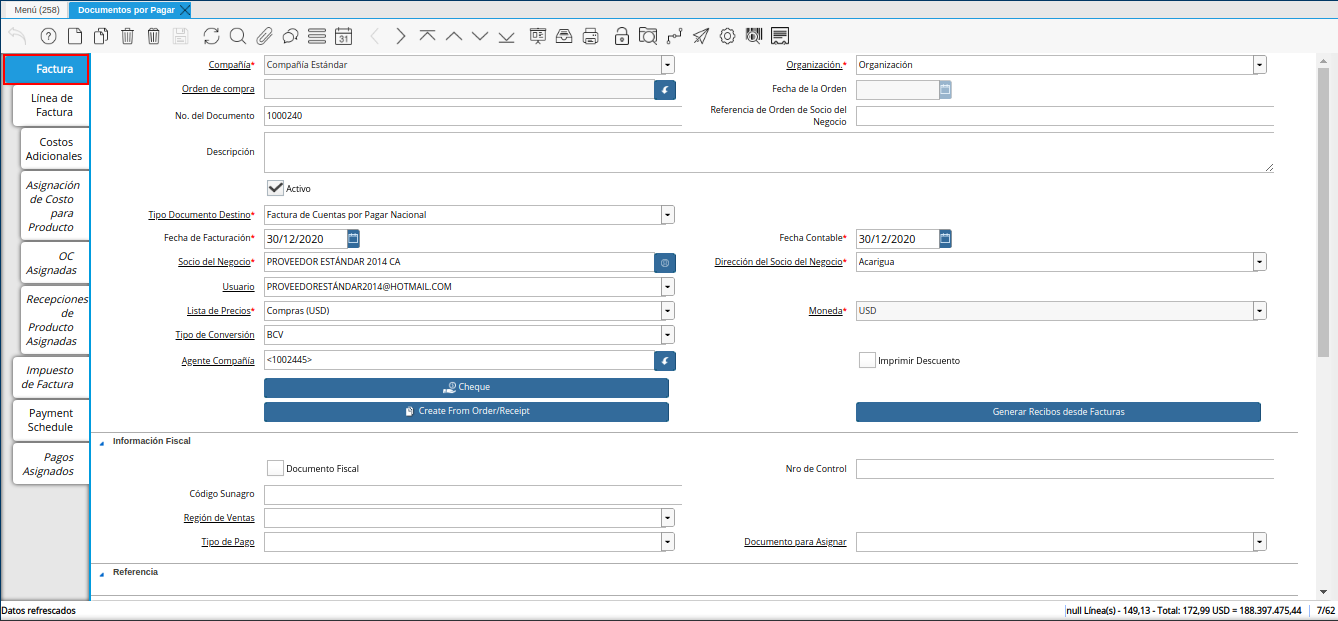 Menú (258)
Documentos por Pagar
31
Factura
Línea de
Factura
Costos
Adicionales
Asignación
de Costo
para
Producto
OC
Asignadas
Recepciones
de
Producto
Asignadas
Impuesto
de Factura
Payment
Schedule
Pagos
Asignados
Compañía* Compañía Estándar Organización.* Organización
Orden de compra Fecha de la Orden
No. del Documento 1000240 Referencia de Orden de Socio del
Negocio
Descripción
Activo
Tipo Documento Destino* Factura de Cuentas por Pagar Nacional
Fecha de Facturación* 30/12/2020 Fecha Contable* 30/12/2020
Socio del Negocio* PROVEEDOR ESTÁNDAR 2014 CA Dirección del Socio del Negocio* Acarigua
Usuario PROVEEDORESTÁNDAR2014@HOTMAIL.COM
Lista de Precios* Compras (USD) Moneda* USD
Tipo de Conversión BCV
Agente Compañía <1002445> Imprimir Descuento
Cheque
Create From Order/Receipt Generar Recibos desde Facturas
Información Fiscal
Documento Fiscal Nro de Control
Código Sunagro
Región de Ventas
Tipo de Pago Documento para Asignar
Referencia
Datos refrescados null Línea(s) - 149,13 - Total: 172,99 USD = 188.397.475,44 7/62